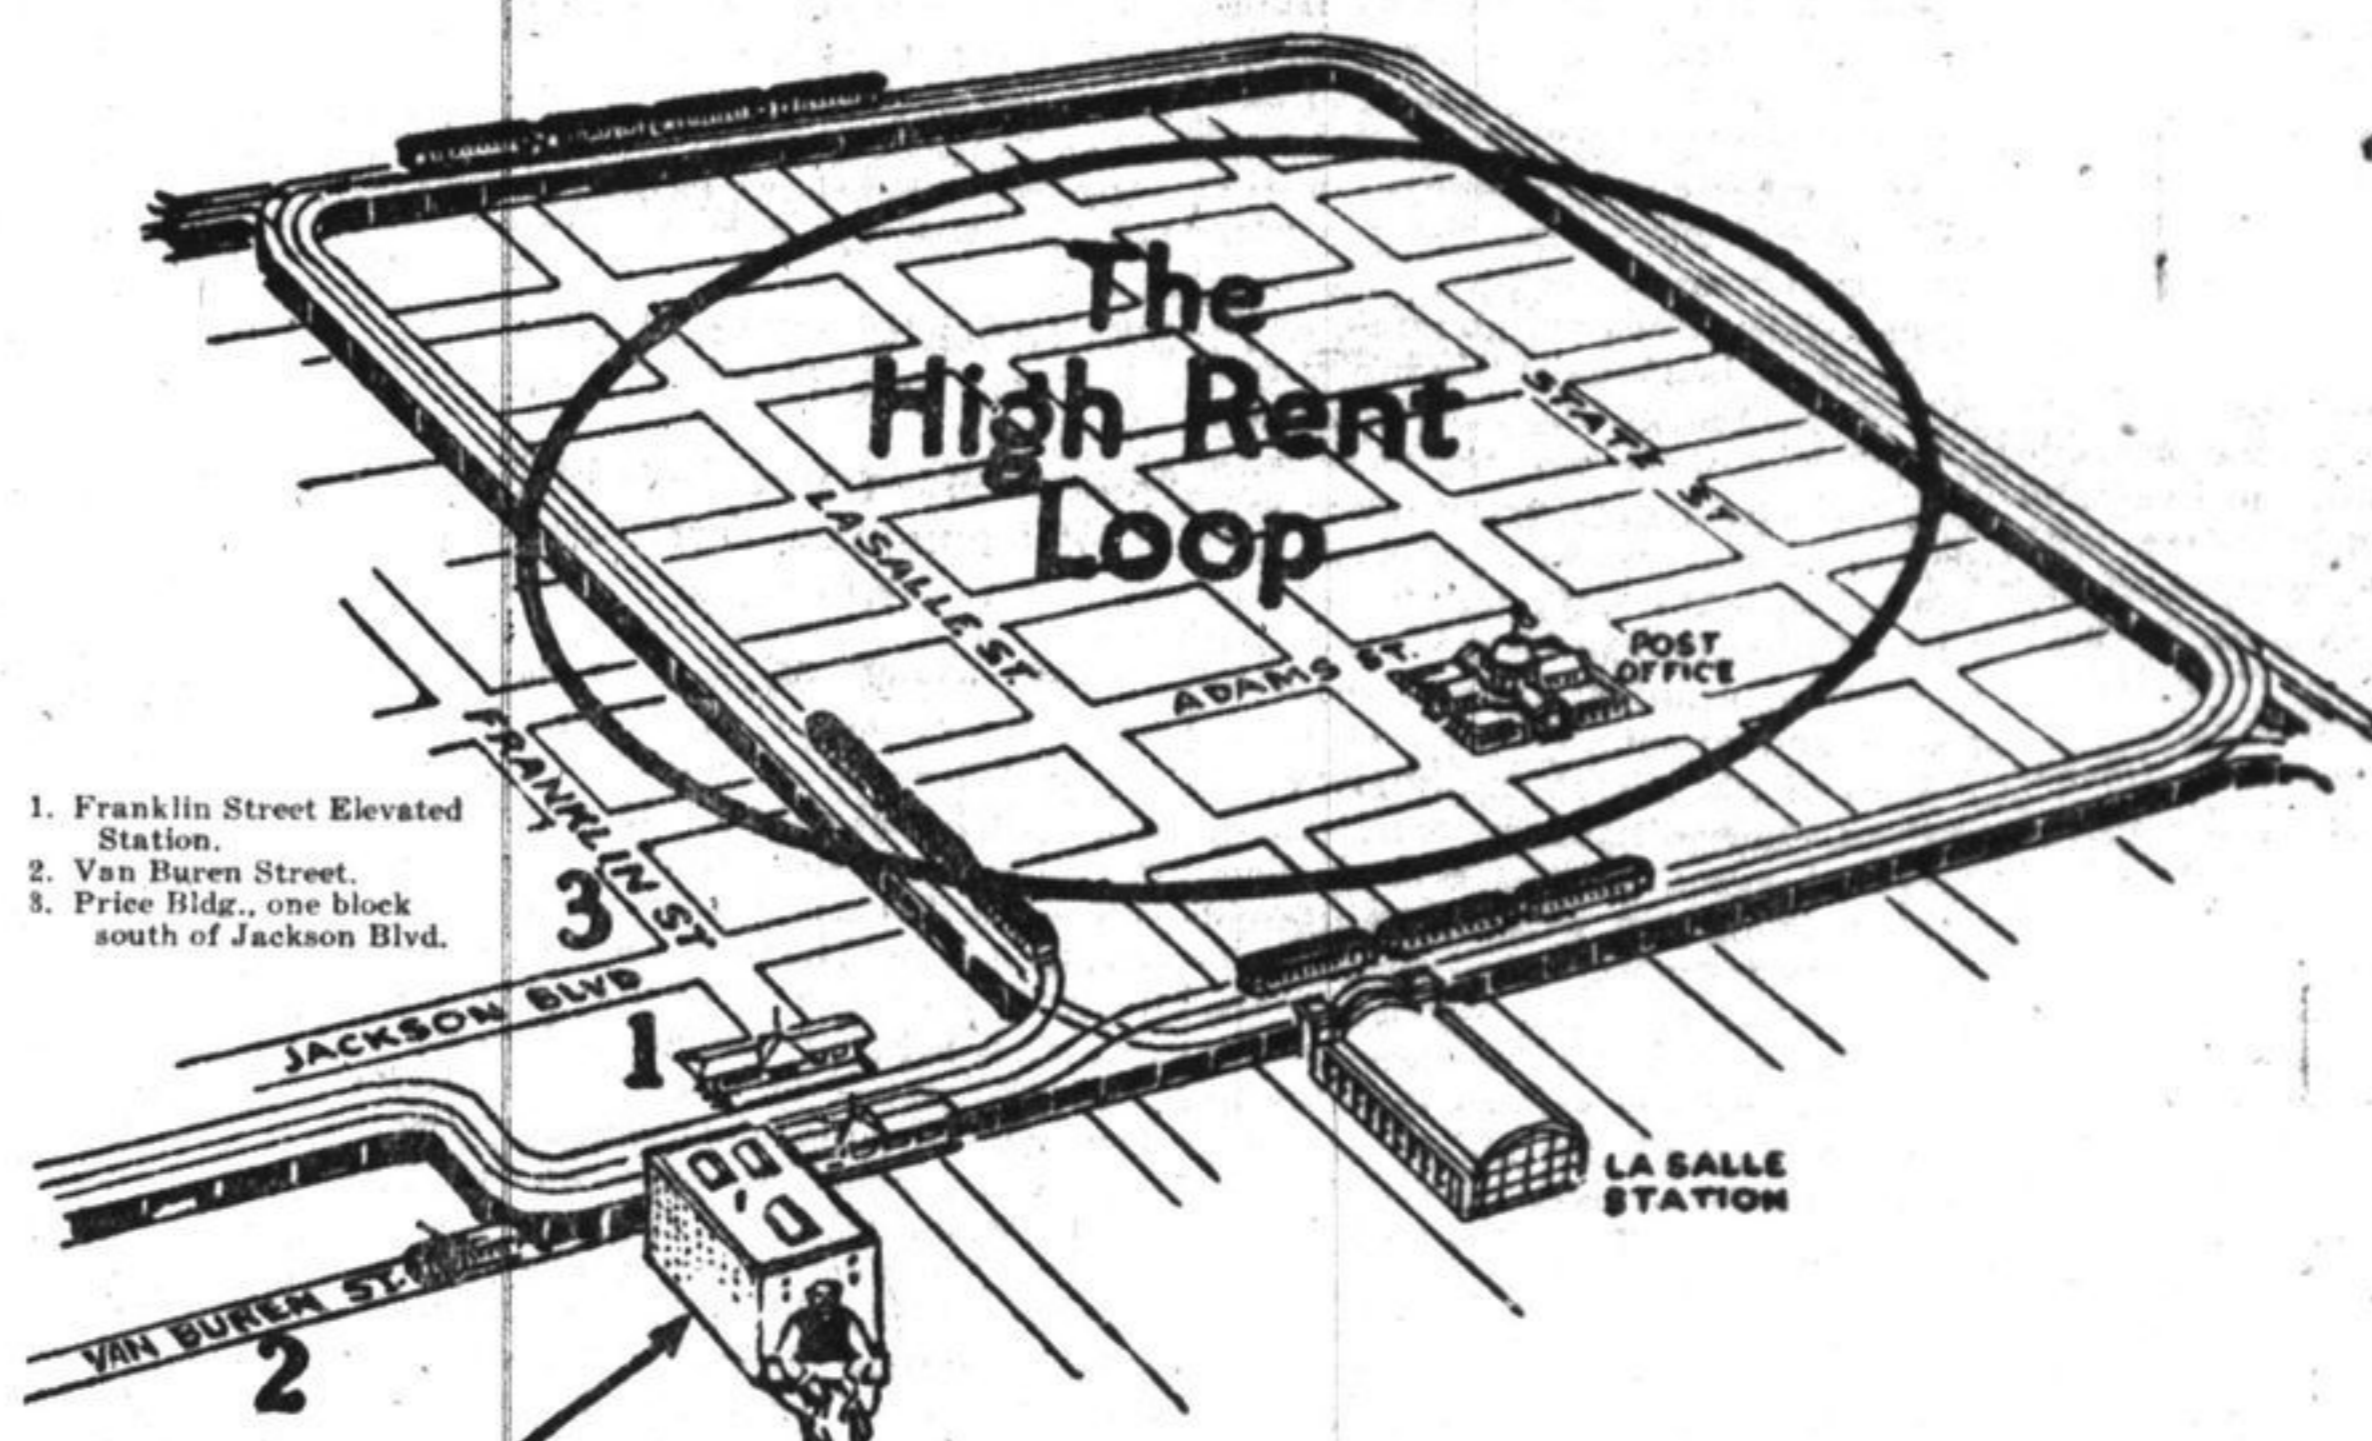 The
High Rent
Loop
STATE ST
LA SALLE ST.
ADAMS ST.
POST
OFFICE
FRANKLIN ST
1. Franklin Street Elevated
Station.
2. Van Buren Street.
3. Price Bldg., one block
south of Jackson Blvd.
3
JACKSON BLVD
1
LA SALLE
STATION
VAN BUREN ST.
2